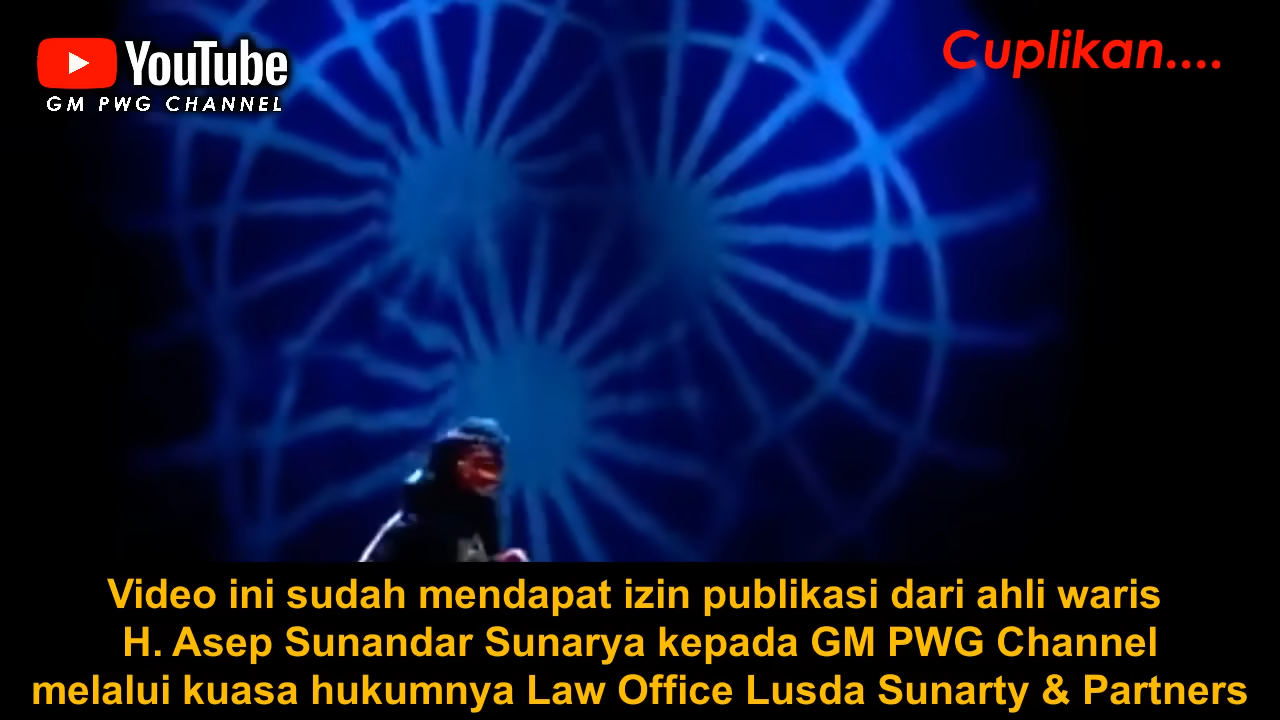 YouTube
GM PWG CHANNEL
Cuplikan....
Video ini sudah mendapat izin publikasi dari ahli waris
H. Asep Sunandar Sunarya kepada GM PWG Channel
melalui kuasa hukumnya Law Office Lusda Sunarty & Partners